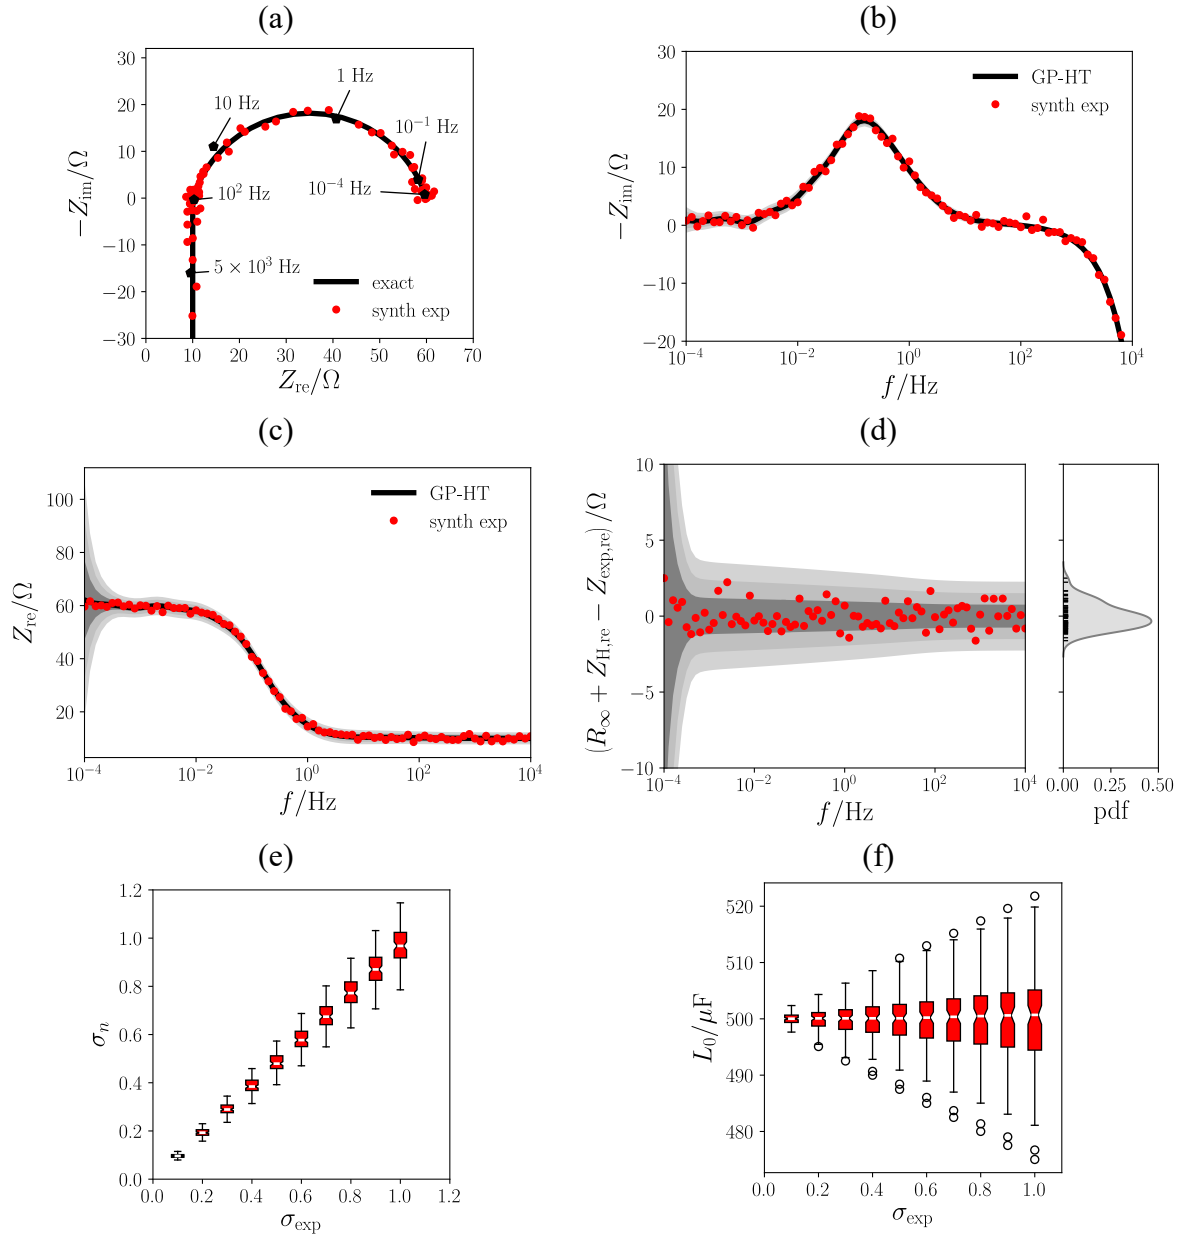 (a)
30
20
10
0
−10
−20
−30
−Z_im/Ω
10 Hz
1 Hz
10^−1 Hz
10^−4 Hz
10^2 Hz
5 × 10^3 Hz
exact
synth exp
0 10 20 30 40 50 60 70
Z_re/Ω
(b)
30
20
10
0
−10
−20
−Z_im/Ω
GP-HT
synth exp
10^−4 10^−2 10^0 10^2 10^4
f/Hz
(c)
100
80
60
40
20
Z_re/Ω
GP-HT
synth exp
10^−4 10^−2 10^0 10^2 10^4
f/Hz
(d)
10
5
0
−5
−10
(R_∞ + Z_H,re − Z_exp,re) /Ω
10^−4 10^−2 10^0 10^2 10^4
f/Hz
0.00 0.25 0.50
pdf
(e)
1.2
1.0
0.8
0.6
0.4
0.2
0.0
σ_n
0.0 0.2 0.4 0.6 0.8 1.0 1.2
σ_exp
(f)
520
510
500
490
480
L_0/μF
0.0 0.2 0.4 0.6 0.8 1.0
σ_exp